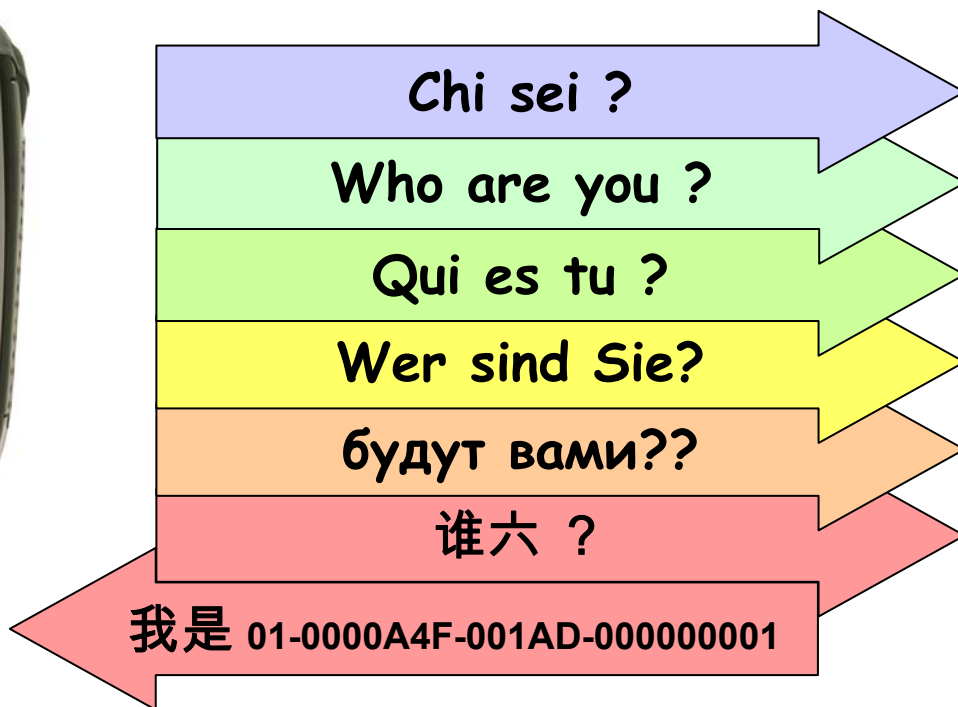 Chi sei ?
Who are you ?
Qui es tu ?
Wer sind Sie?
будут вами??
谁六 ?
我是 01-0000A4F-001AD-000000001